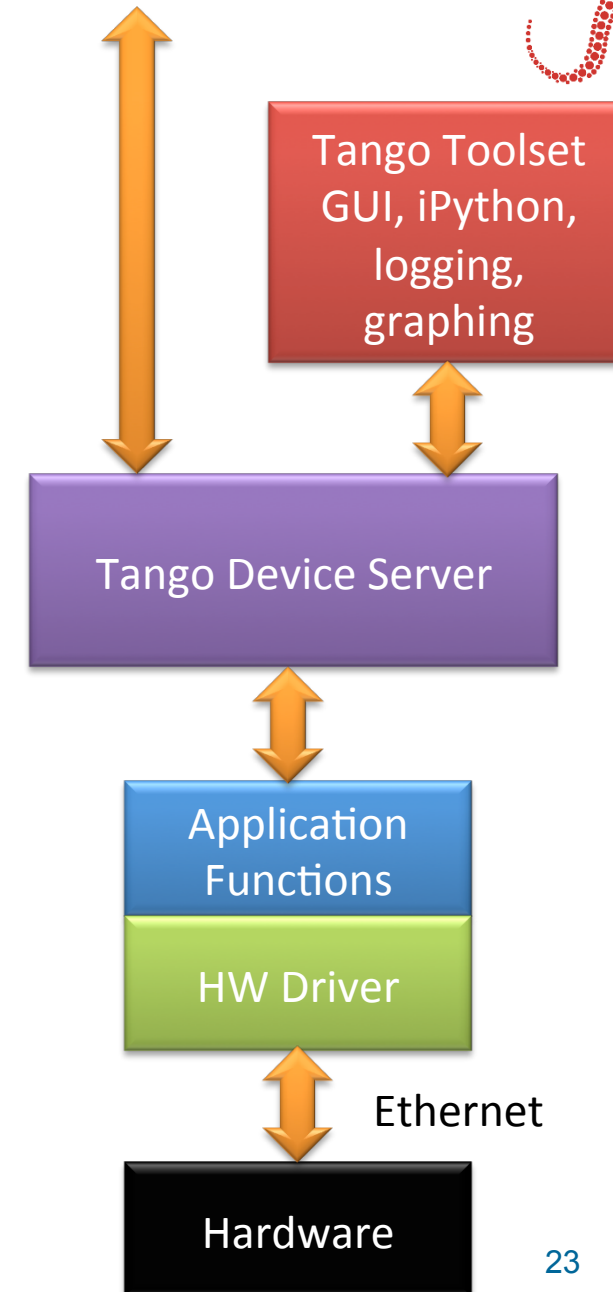 Tango Toolset
GUI, iPython,
logging,
graphing
Tango Device Server
Application
Functions
HW Driver
Ethernet
Hardware
23